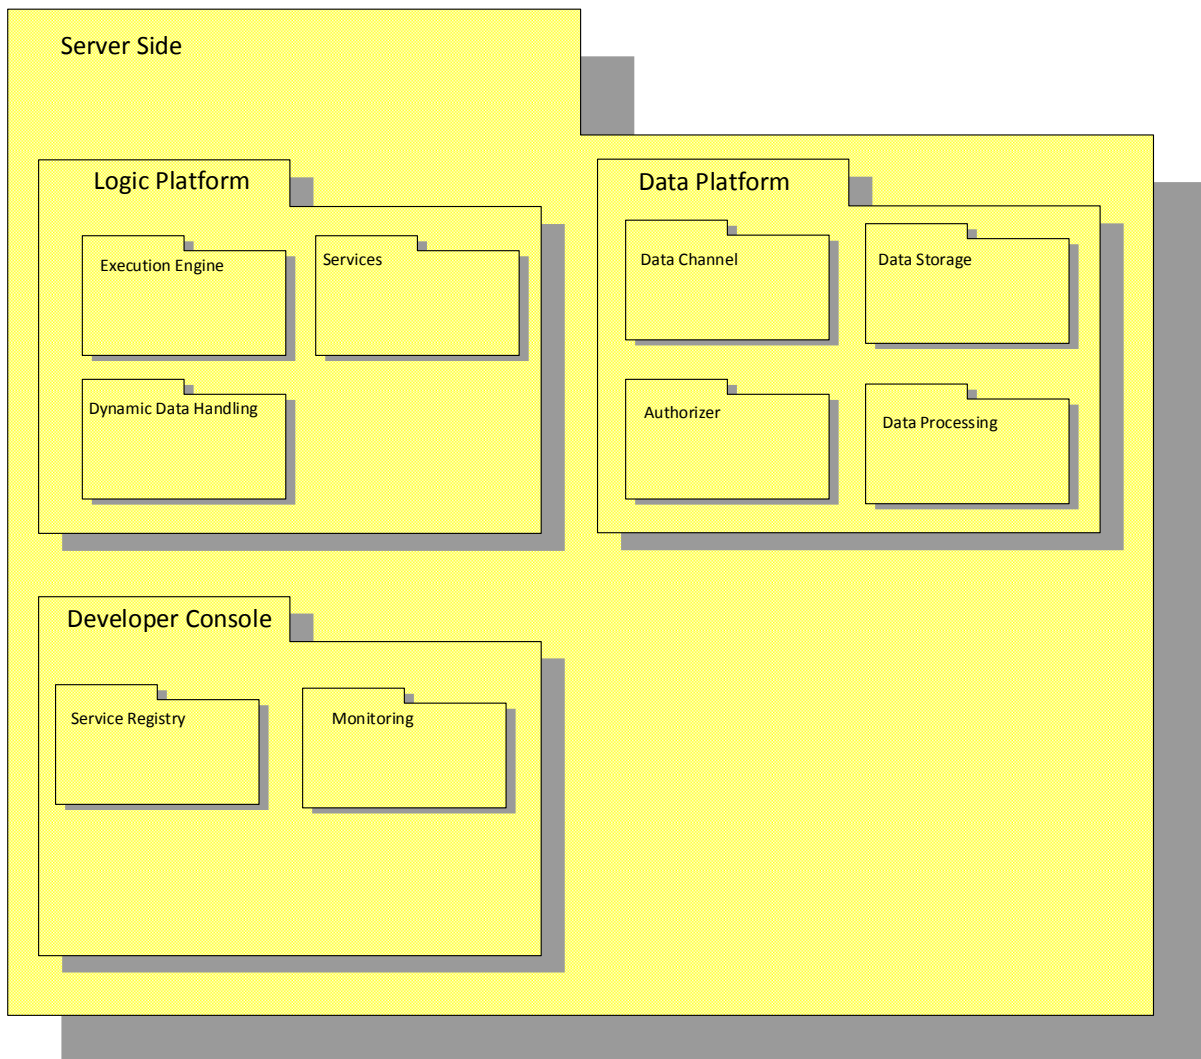 Server Side
Logic Platform
Execution Engine
Services
Dynamic Data Handling
Data Platform
Data Channel
Data Storage
Authorizer
Data Processing
Developer Console
Service Registry
Monitoring